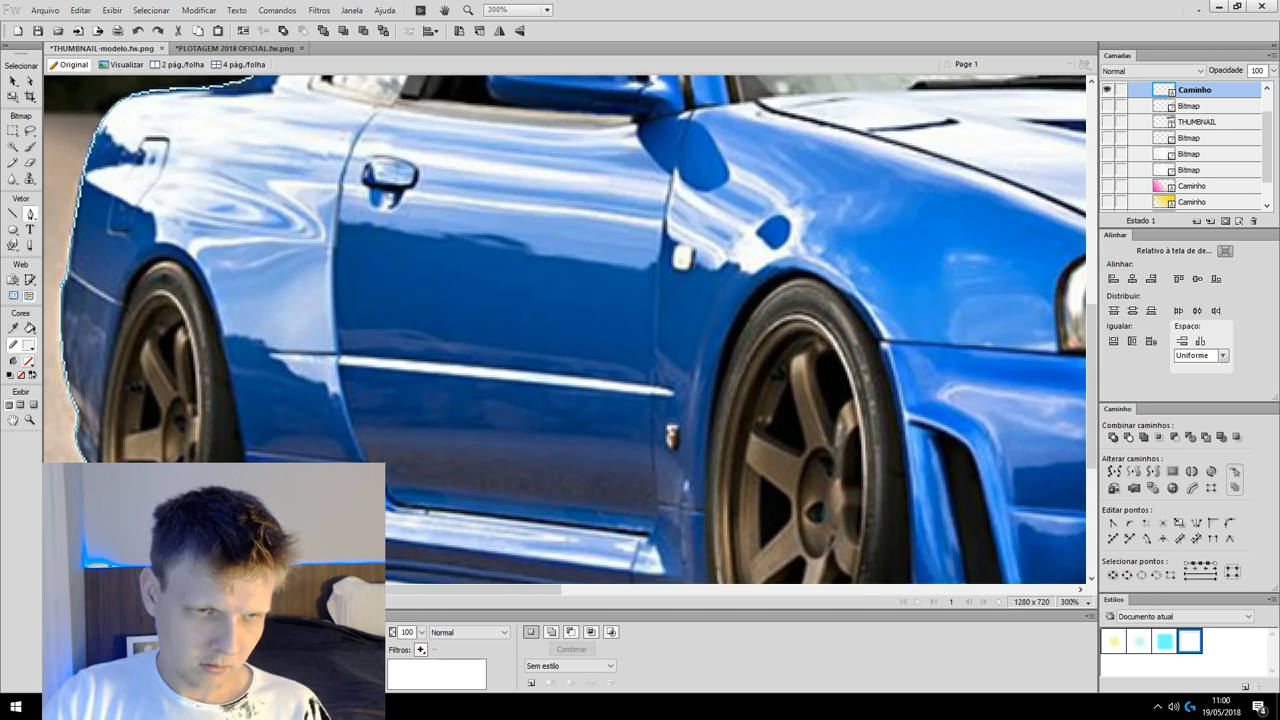 Fw Arquivo Editar Exibir Selecionar Modificar Texto Comandos Filtros Janela Ajuda Br 300%
*THUMBNAIL-modelo.fw.png × *PLOTAGEM 2018 OFICIAL.fw.png ×
Original Visualizar 2 pág./folha 4 pág./folha Page 1
Selecionar
Bitmap
Vetor
Web
Cores
Exibir
Camadas
Normal Opacidade 100
Caminho
Bitmap
THUMBNAIL
Bitmap
Bitmap
Bitmap
Caminho
Caminho
Estado 1
Alinhar
Relativo à tela de de...
Alinhar:
Distribuir:
Igualar: Espaço:
Uniforme
Caminho
Combinar caminhos :
Alterar caminhos :
Editar pontos :
Selecionar pontos :
Estilos
Documento atual
1 1280 x 720 300%
100 Normal
Filtros:
Combinar
Sem estilo
11:00
19/05/2018
4